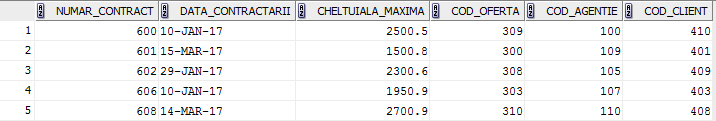 NUMAR_CONTRACT DATA_CONTRACTARII CHELTUIALA_MAXIMA COD_OFERTA COD_AGENTIE COD_CLIENT
1 600 10-JAN-17 2500.5 309 100 410
2 601 15-MAR-17 1500.8 300 109 401
3 602 29-JAN-17 2300.6 308 105 409
4 606 10-JAN-17 1950.9 303 107 403
5 608 14-MAR-17 2700.9 310 110 408